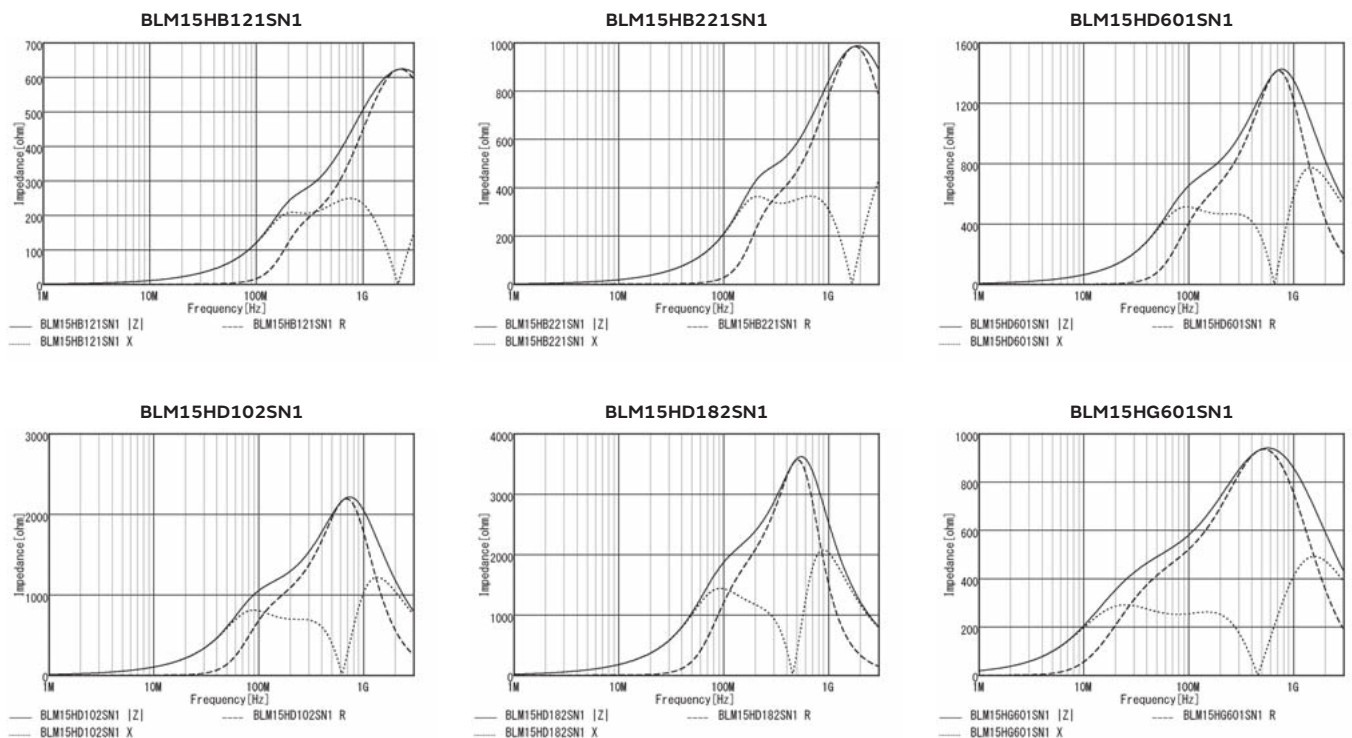 BLM15HB121SN1
700
600
500
400
300
200
100
0
Impedance[ohm]
1M 10M 100M 1G
Frequency[Hz]
BLM15HB121SN1 |Z| BLM15HB121SN1 R
BLM15HB121SN1 X
BLM15HB221SN1
1000
800
600
400
200
0
Impedance[ohm]
1M 10M 100M 1G
Frequency[Hz]
BLM15HB221SN1 |Z| BLM15HB221SN1 R
BLM15HB221SN1 X
BLM15HD601SN1
1600
1200
800
400
0
Impedance[ohm]
1M 10M 100M 1G
Frequency[Hz]
BLM15HD601SN1 |Z| BLM15HD601SN1 R
BLM15HD601SN1 X
BLM15HD102SN1
3000
2000
1000
0
Impedance[ohm]
1M 10M 100M 1G
Frequency[Hz]
BLM15HD102SN1 |Z| BLM15HD102SN1 R
BLM15HD102SN1 X
BLM15HD182SN1
4000
3000
2000
1000
0
Impedance[ohm]
1M 10M 100M 1G
Frequency[Hz]
BLM15HD182SN1 |Z| BLM15HD182SN1 R
BLM15HD182SN1 X
BLM15HG601SN1
1000
800
600
400
200
0
Impedance[ohm]
1M 10M 100M 1G
Frequency[Hz]
BLM15HG601SN1 |Z| BLM15HG601SN1 R
BLM15HG601SN1 X